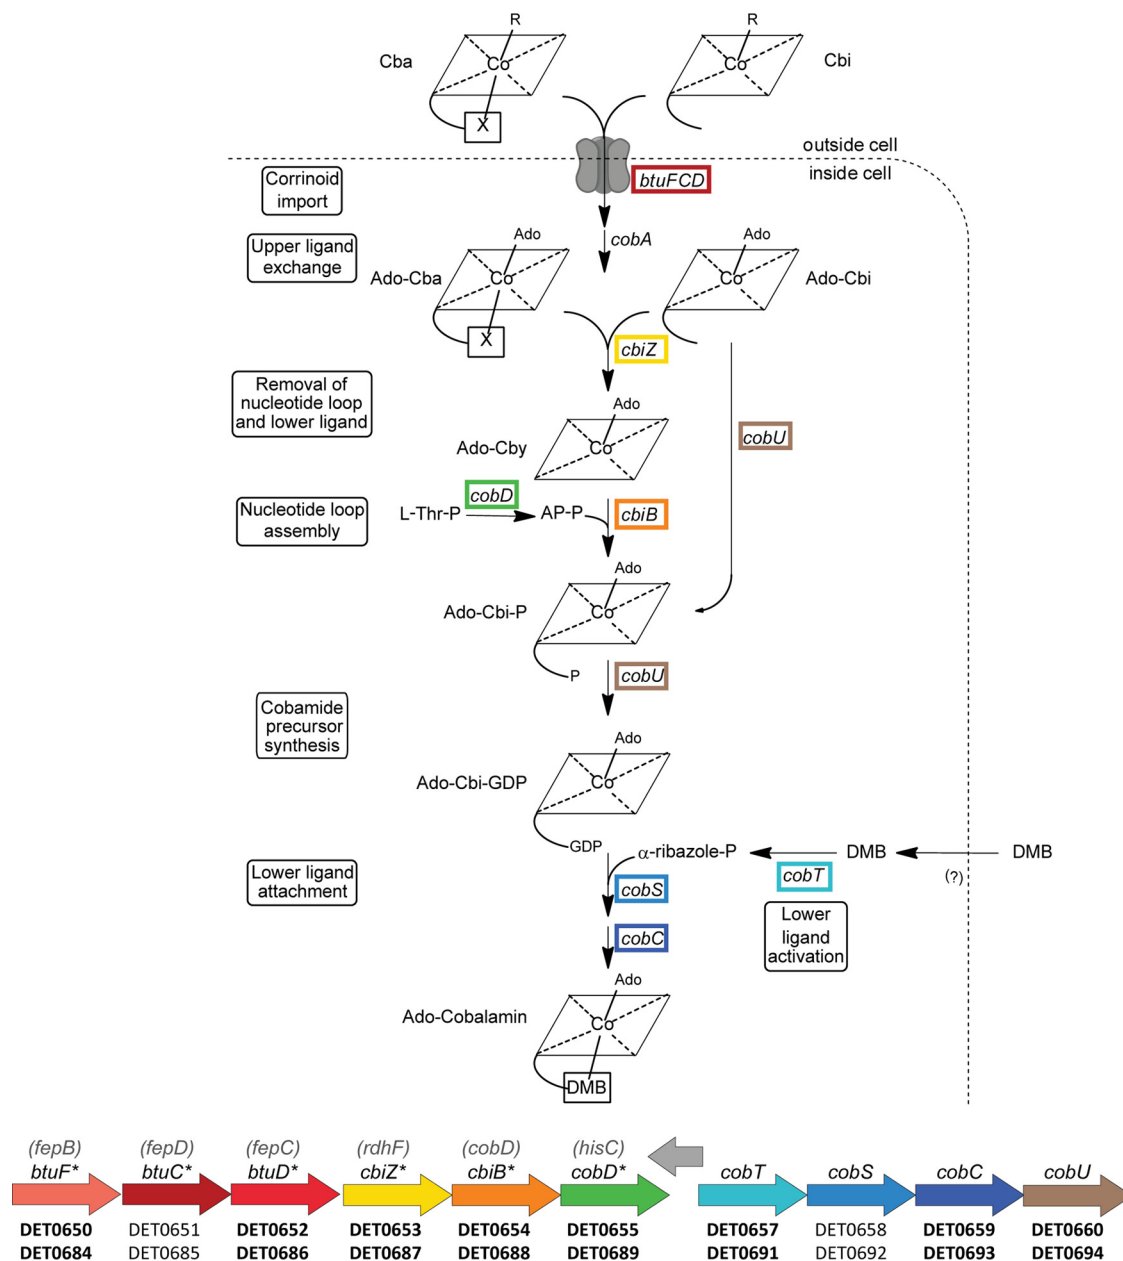 R
R
Cba
Co
Co
Cbi
X
outside cell
inside cell
Corrinoid
import
btuFCD
Upper ligand
exchange
cobA
Ado
Ado
Ado-Cba
Co
Co
Ado-Cbi
X
cbiZ
Removal of
nucleotide loop
and lower ligand
Ado
Ado-Cby
Co
cobU
cobD
Nucleotide loop
assembly
L-Thr-P
AP-P
cbiB
Ado
Ado-Cbi-P
Co
P
cobU
Cobamide
precursor
synthesis
Ado
Ado-Cbi-GDP
Co
GDP
α-ribazole-P
DMB
DMB
Lower ligand
attachment
cobT
(?)
cobS
Lower
ligand
activation
cobC
Ado
Ado-Cobalamin
Co
DMB
(fepB) (fepD) (fepC) (rdhF) (cobD) (hisC)
btuF* btuC* btuD* cbiZ* cbiB* cobD* cobT cobS cobC cobU
DET0650 DET0651 DET0652 DET0653 DET0654 DET0655 DET0657 DET0658 DET0659 DET0660
DET0684 DET0685 DET0686 DET0687 DET0688 DET0689 DET0691 DET0692 DET0693 DET0694